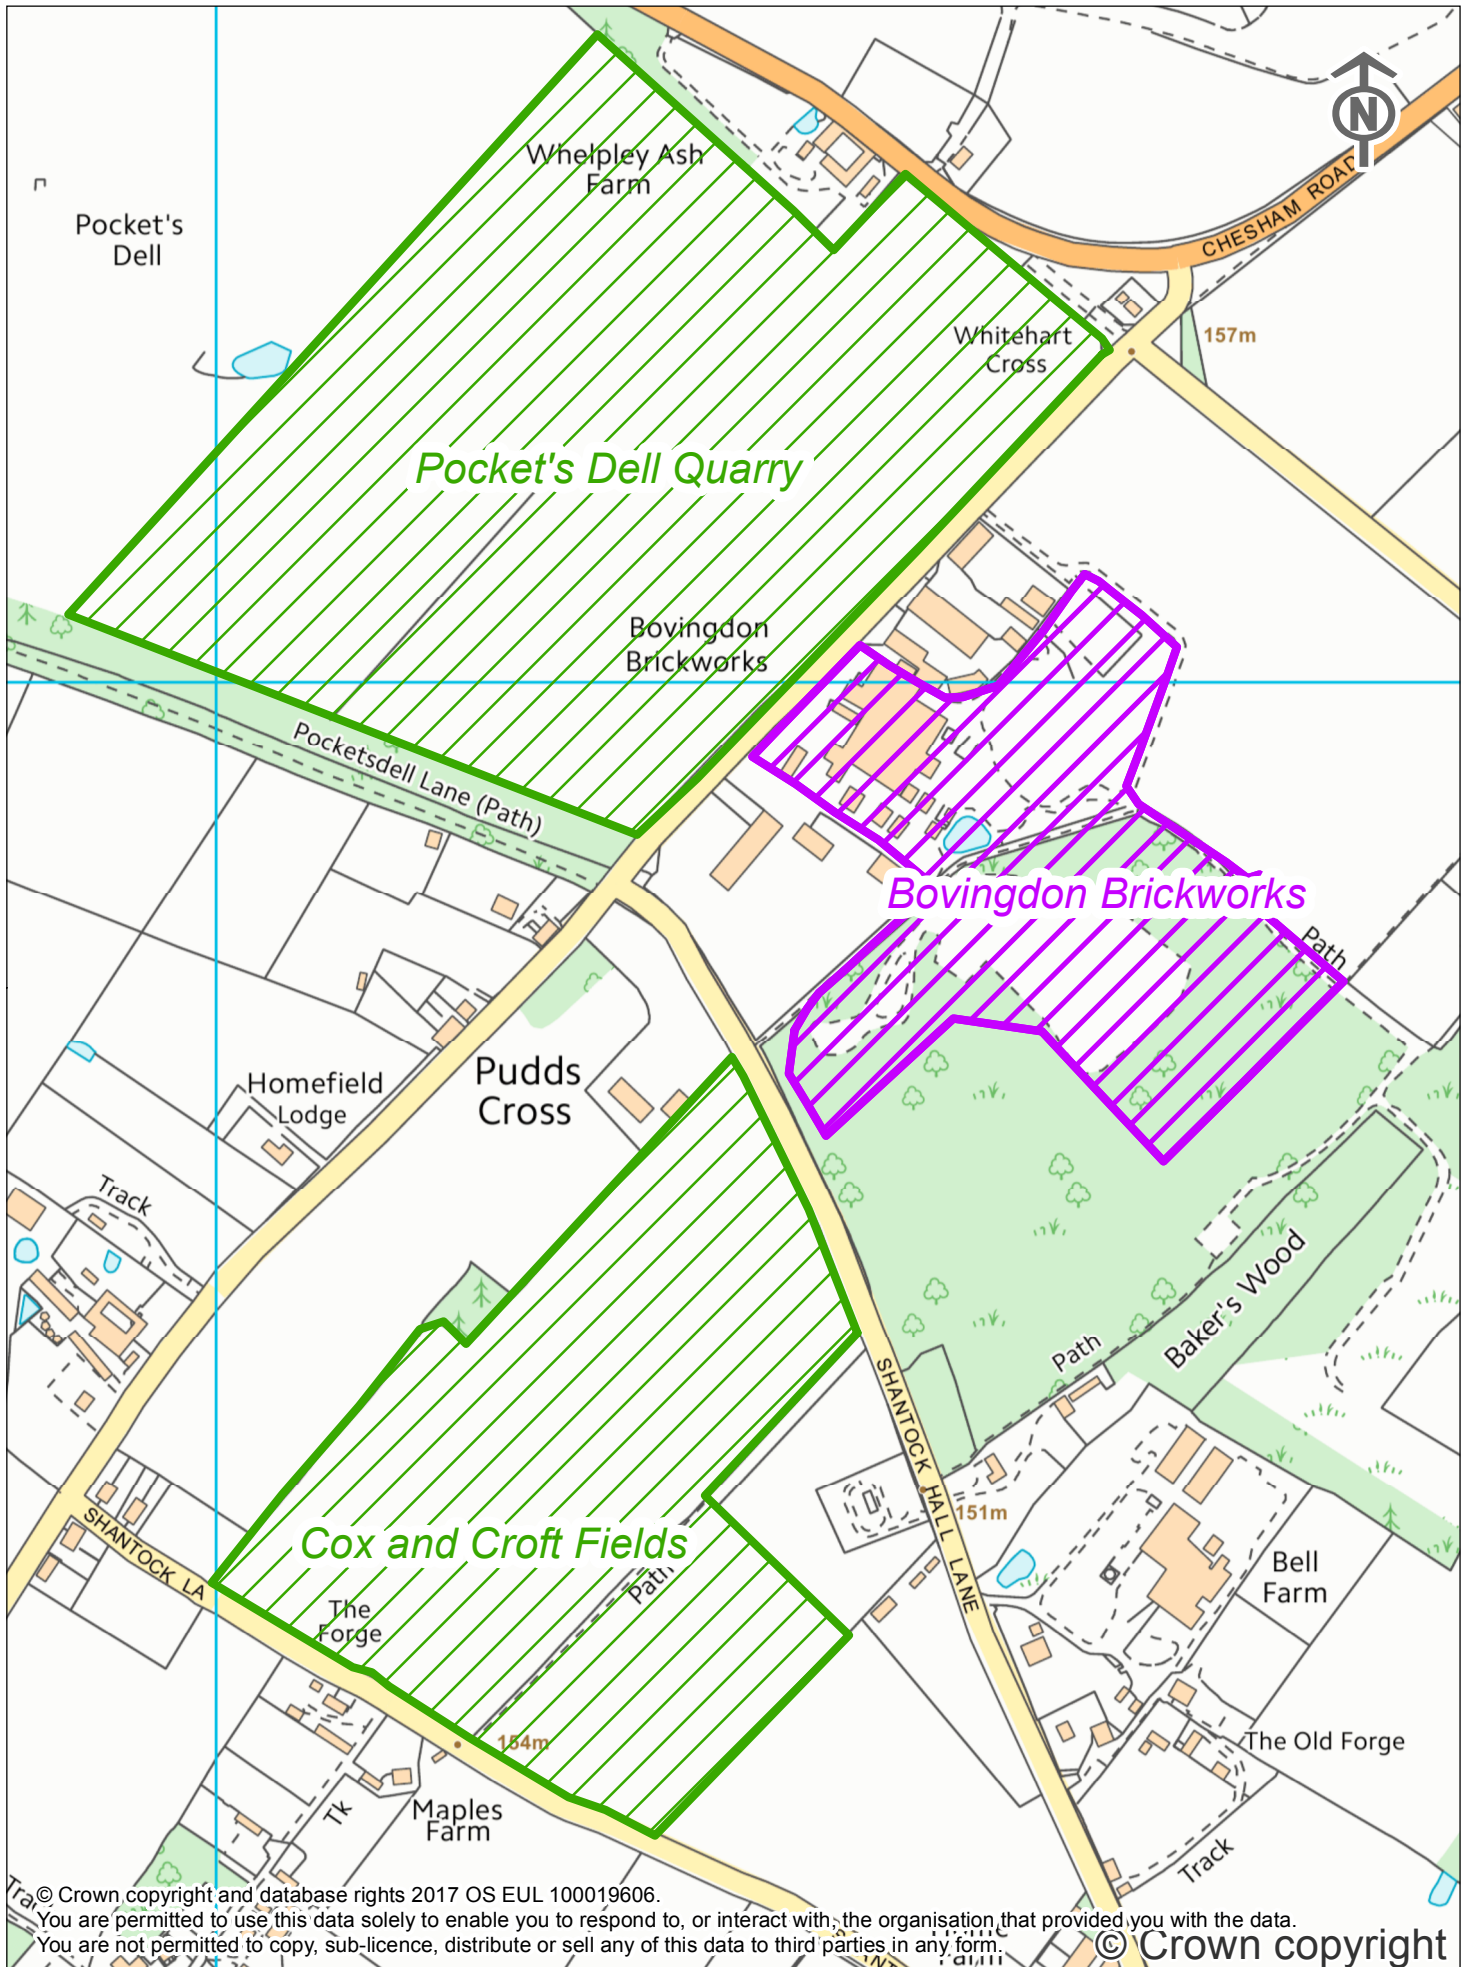 N
CHESHAM ROAD
Whelpley Ash
Farm
Pocket's
Dell
Whitehart
Cross
157m
Pocket's Dell Quarry
Bovingdon
Brickworks
Pocketsdell Lane (Path)
Bovingdon Brickworks
Path
Pudds
Cross
Homefield
Lodge
Track
Baker's Wood
Path
SHANTOCK HALL LANE
151m
SHANTOCK LA
Cox and Croft Fields
Path
The
Forge
Bell
Farm
154m
The Old Forge
Maples
Farm
Tk
Track
© Crown copyright and database rights 2017 OS EUL 100019606.
You are permitted to use this data solely to enable you to respond to, or interact with, the organisation that provided you with the data.
You are not permitted to copy, sub-licence, distribute or sell any of this data to third parties in any form.
Farm
© Crown copyright